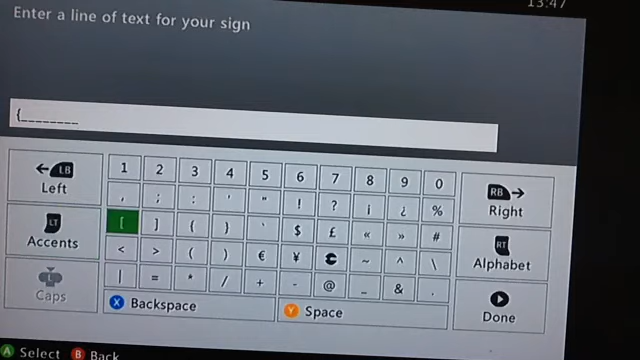 13:47
Enter a line of text for your sign
{________
LB
Left
1 2 3 4 5 6 7 8 9 0
RB
Right
, ; : ' " ! ? ¡ ¿ %
LT
Accents
[ ] { } ` $ £ « » #
RT
Alphabet
< > ( ) € ¥ ~ ^ \
L
Caps
| = * / + - @ _ & .
Done
X Backspace
Y Space
A Select B Back